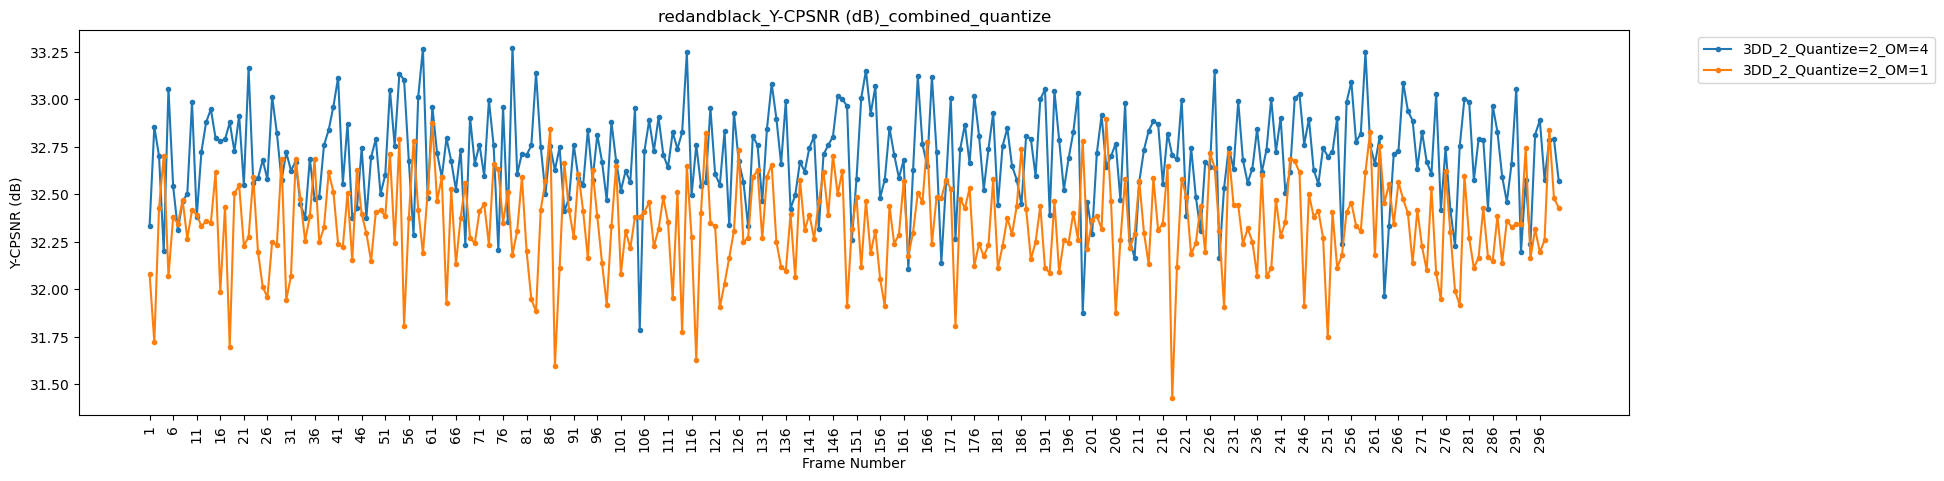 redandblack_Y-CPSNR (dB)_combined_quantize
3DD_2_Quantize=2_OM=4
3DD_2_Quantize=2_OM=1
Y-CPSNR (dB)
33.25
33.00
32.75
32.50
32.25
32.00
31.75
31.50
1 6 11 16 21 26 31 36 41 46 51 56 61 66 71 76 81 86 91 96 101 106 111 116 121 126 131 136 141 146 151 156 161 166 171 176 181 186 191 196 201 206 211 216 221 226 231 236 241 246 251 256 261 266 271 276 281 286 291 296
Frame Number